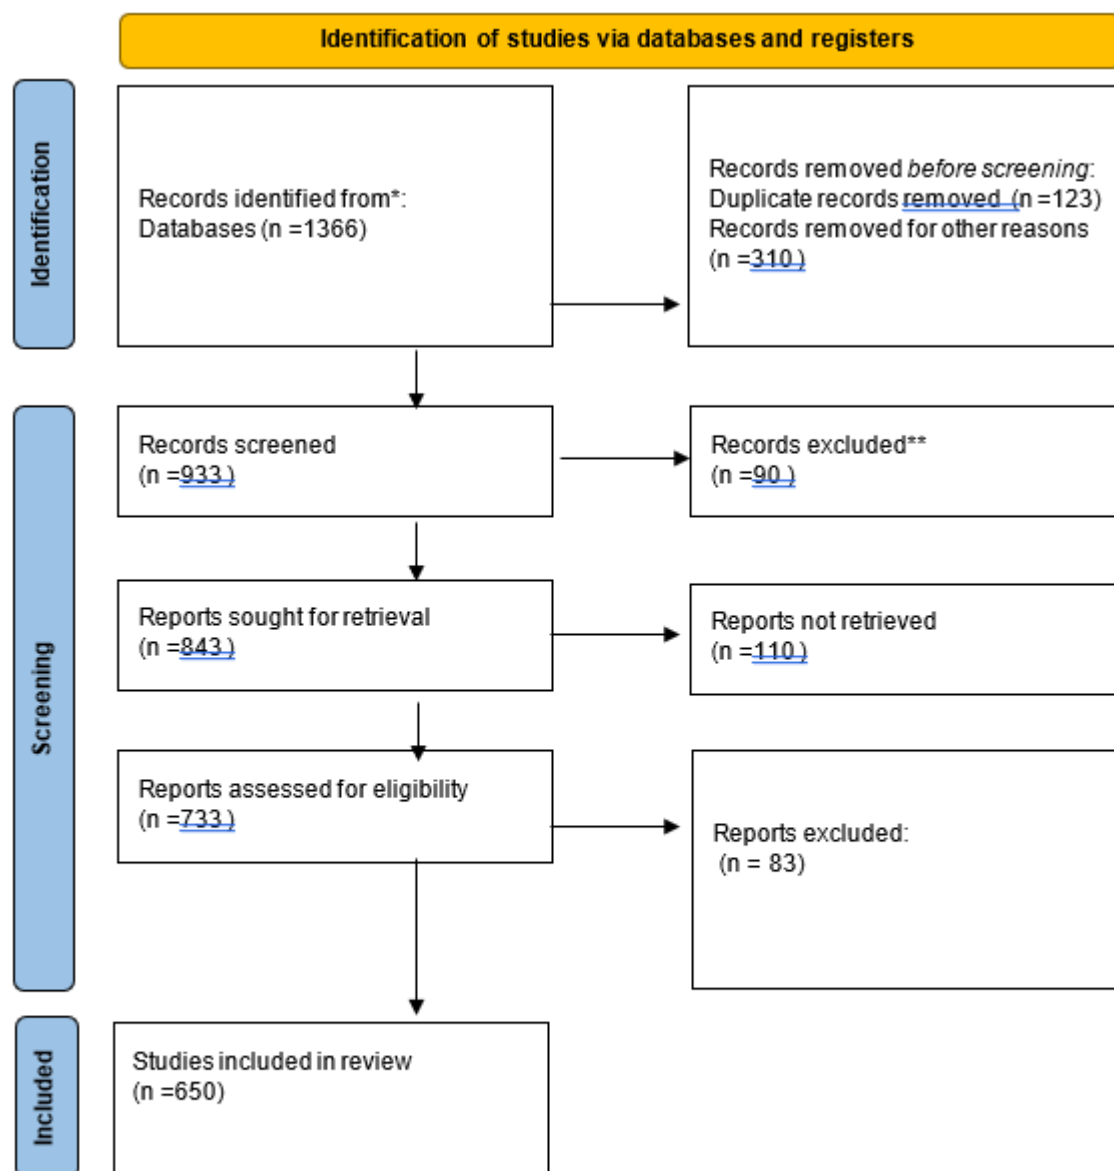 Identification of studies via databases and registers
Identification
Records identified from*:
Databases (n =1366)
Records removed before screening:
Duplicate records removed  (n =123)
Records removed for other reasons
(n =310 )
Screening
Records screened
(n =933 )
Records excluded**
(n =90 )
Reports sought for retrieval
(n =843 )
Reports not retrieved
(n =110 )
Reports assessed for eligibility
(n =733 )
Reports excluded:
(n = 83)
Included
Studies included in review
(n =650)